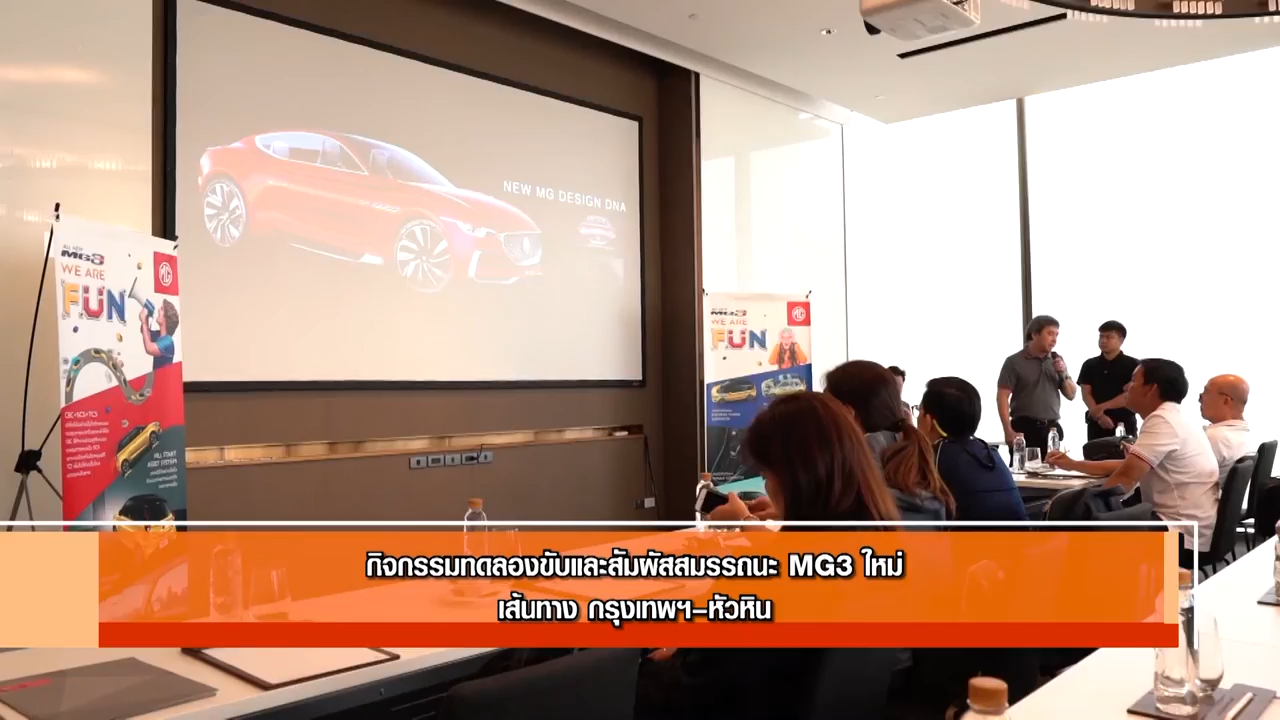 NEW MG DESIGN DNA
ALL NEW
MG3
WE ARE
FUN
MG
MG3
WE ARE
FUN
MG
กิจกรรมทดลองขับและสัมผัสสมรรถนะ MG3 ใหม่
เส้นทาง กรุงเทพฯ-หัวหิน